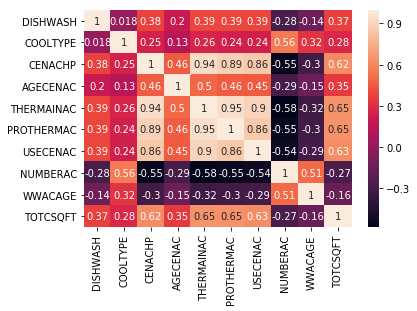 DISHWASH 1 0.018 0.38 0.2 0.39 0.39 0.39 -0.28 -0.14 0.37
COOLTYPE 0.018 1 0.25 0.13 0.26 0.24 0.24 0.56 0.32 0.28
CENACHP 0.38 0.25 1 0.46 0.94 0.89 0.86 -0.55 -0.3 0.62
AGECENAC 0.2 0.13 0.46 1 0.5 0.46 0.45 -0.29 -0.15 0.35
THERMAINAC 0.39 0.26 0.94 0.5 1 0.95 0.9 -0.58 -0.32 0.65
PROTHERMAC 0.39 0.24 0.89 0.46 0.95 1 0.86 -0.55 -0.3 0.65
USECENAC 0.39 0.24 0.86 0.45 0.9 0.86 1 -0.54 -0.29 0.63
NUMBERAC -0.28 0.56 -0.55 -0.29 -0.58 -0.55 -0.54 1 0.51 -0.27
WWACAGE -0.14 0.32 -0.3 -0.15 -0.32 -0.3 -0.29 0.51 1 -0.16
TOTCSQFT 0.37 0.28 0.62 0.35 0.65 0.65 0.63 -0.27 -0.16 1
DISHWASH
COOLTYPE
CENACHP
AGECENAC
THERMAINAC
PROTHERMAC
USECENAC
NUMBERAC
WWACAGE
TOTCSQFT
0.9
0.6
0.3
0.0
−0.3